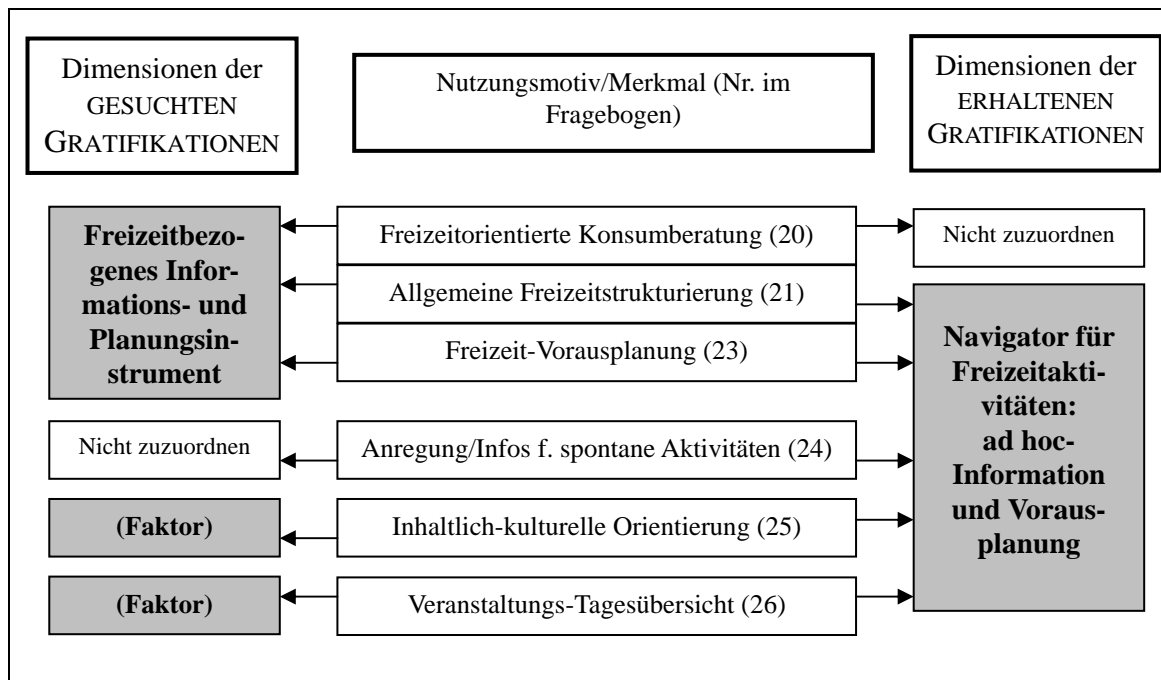 Dimensionen der
GESUCHTEN
GRATIFIKATIONEN
Nutzungsmotiv/Merkmal (Nr. im
Fragebogen)
Dimensionen der
ERHALTENEN
GRATIFIKATIONEN
Freizeitbezo-
genes Infor-
mations- und
Planungsin-
strument
Freizeitorientierte Konsumberatung (20)
Nicht zuzuordnen
Allgemeine Freizeitstrukturierung (21)
Freizeit-Vorausplanung (23)
Navigator für
Freizeitakti-
vitäten:
ad hoc-
Information
und Voraus-
planung
Nicht zuzuordnen
Anregung/Infos f. spontane Aktivitäten (24)
(Faktor)
Inhaltlich-kulturelle Orientierung (25)
(Faktor)
Veranstaltungs-Tagesübersicht (26)